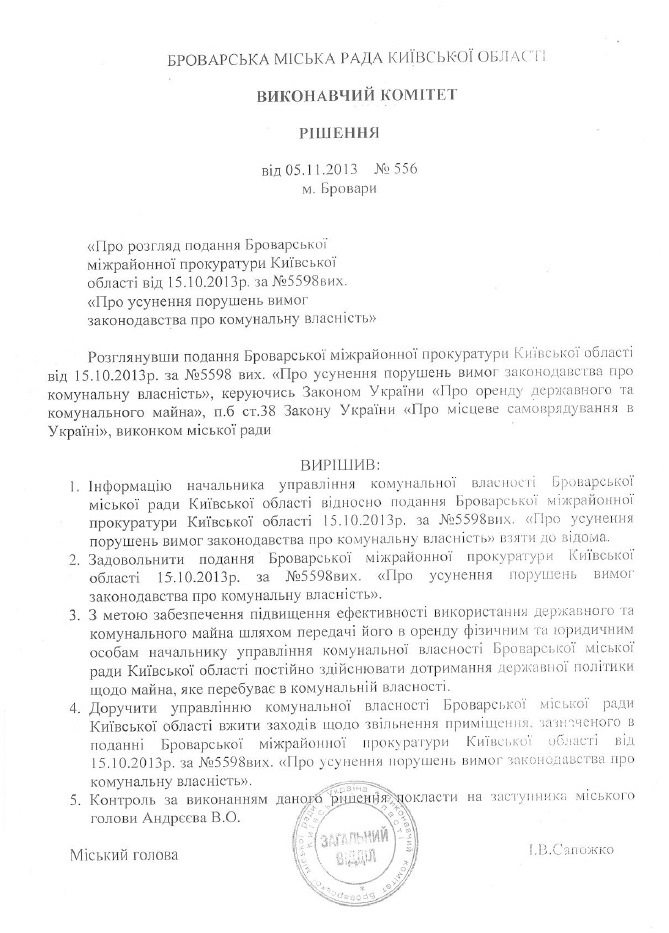 БРОВАРСЬКА МІСЬКА РАДА КИЇВСЬКОЇ ОБЛАСТІ
ВИКОНАВЧИЙ КОМІТЕТ
РІШЕННЯ
від 05.11.2013 № 556
м. Бровари
«Про розгляд подання Броварської
міжрайонної прокуратури Київської
області від 15.10.2013р. за №5598вих.
«Про усунення порушень вимог
законодавства про комунальну власність»
Розглянувши подання Броварської міжрайонної прокуратури Київської області
від 15.10.2013р. за №5598 вих. «Про усунення порушень вимог законодавства про
комунальну власність», керуючись Законом України «Про оренду державного та
комунального майна», п.б ст.38 Закону України «Про місцеве самоврядування в
Україні», виконком міської ради
ВИРІШИВ:
1. Інформацію начальника управління комунальної власності Броварської
міської ради Київської області відносно подання Броварської міжрайонної
прокуратури Київської області 15.10.2013р. за №5598вих. «Про усунення
порушень вимог законодавства про комунальну власність» взяти до відома.
2. Задовольнити подання Броварської міжрайонної прокуратури Київської
області 15.10.2013р. за №5598вих. «Про усунення порушень вимог
законодавства про комунальну власність».
3. З метою забезпечення підвищення ефективності використання державного та
комунального майна шляхом передачі його в оренду фізичним та юридичним
особам начальнику управління комунальної власності Броварської міської
ради Київської області постійно здійснювати дотримання державної політики
щодо майна, яке перебуває в комунальній власності.
4. Доручити управлінню комунальної власності Броварської міської ради
Київської області вжити заходів щодо звільнення приміщення, зазначеного в
поданні Броварської міжрайонної прокуратури Київської області від
15.10.2013р. за №5598вих. «Про усунення порушень вимог законодавства про
комунальну власність».
5. Контроль за виконанням даного рішення покласти на заступника міського
голови Андрєєва В.О.
Міський голова І.В.Сапожко
ЗАГАЛЬНИЙ
ВІДДІЛ
Україна Виконавчий комітет Броварської міської ради
Київської області